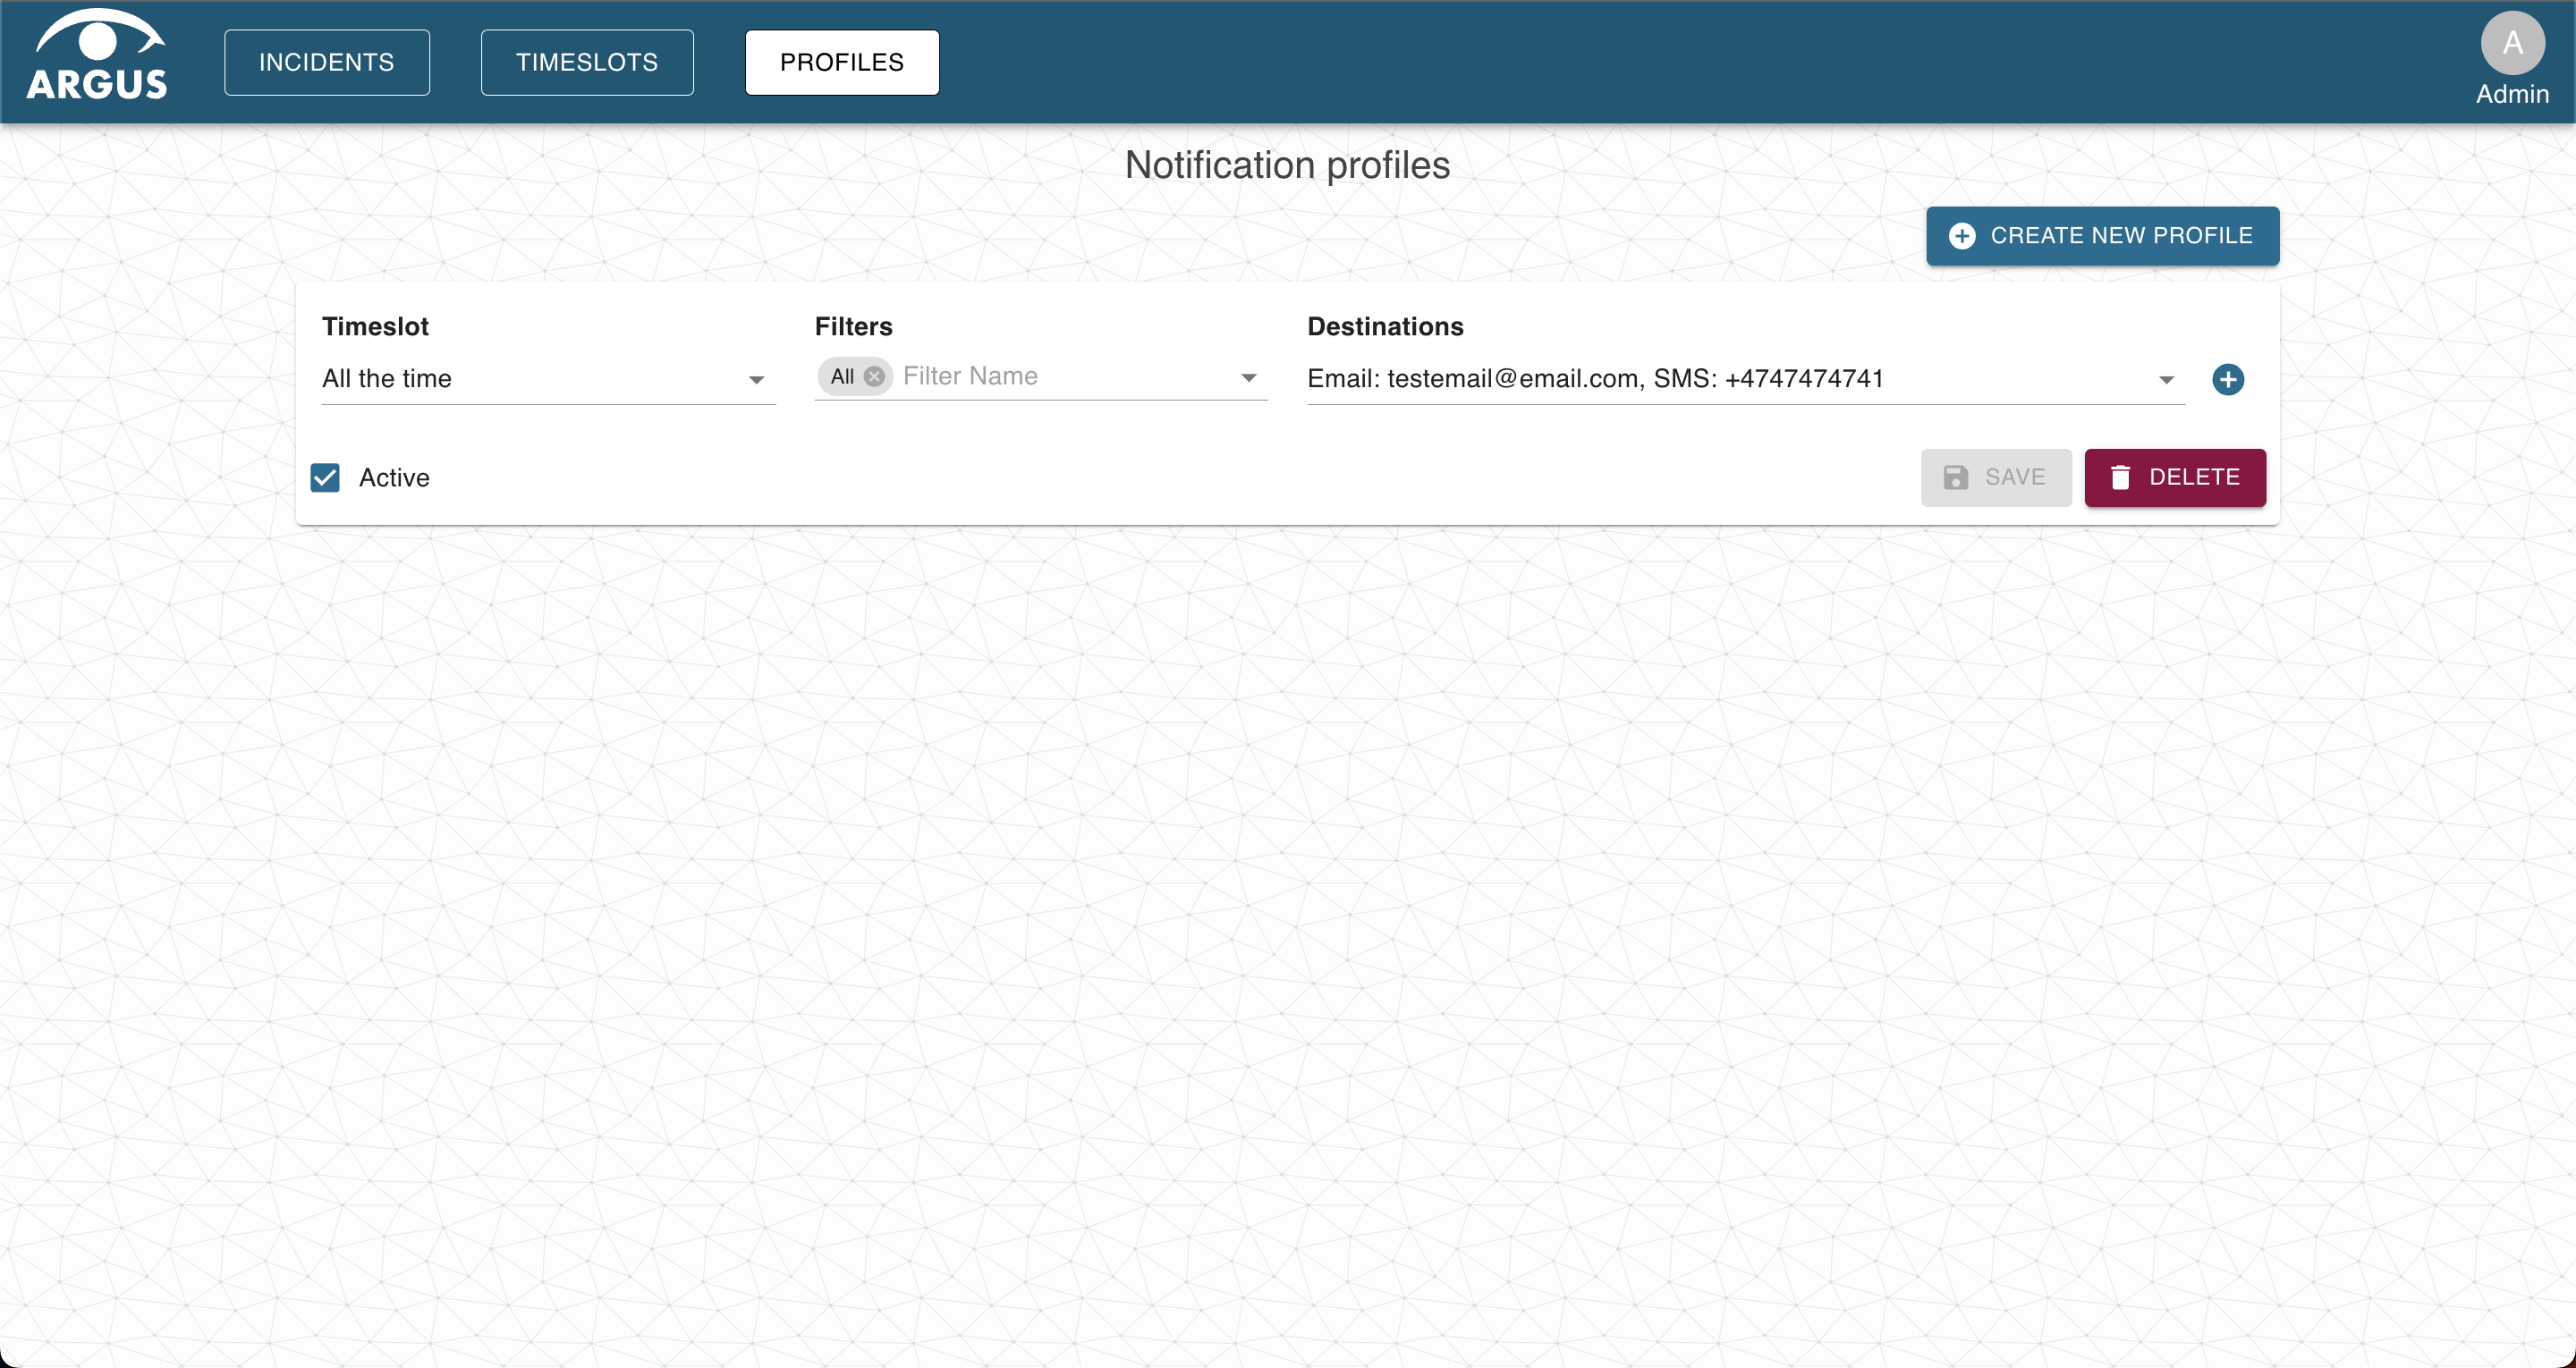 ARGUS
INCIDENTS
TIMESLOTS
PROFILES
A
Admin
Notification profiles
CREATE NEW PROFILE
Timeslot
Filters
Destinations
All the time
All
Filter Name
Email: testemail@email.com, SMS: +4747474741
Active
SAVE
DELETE